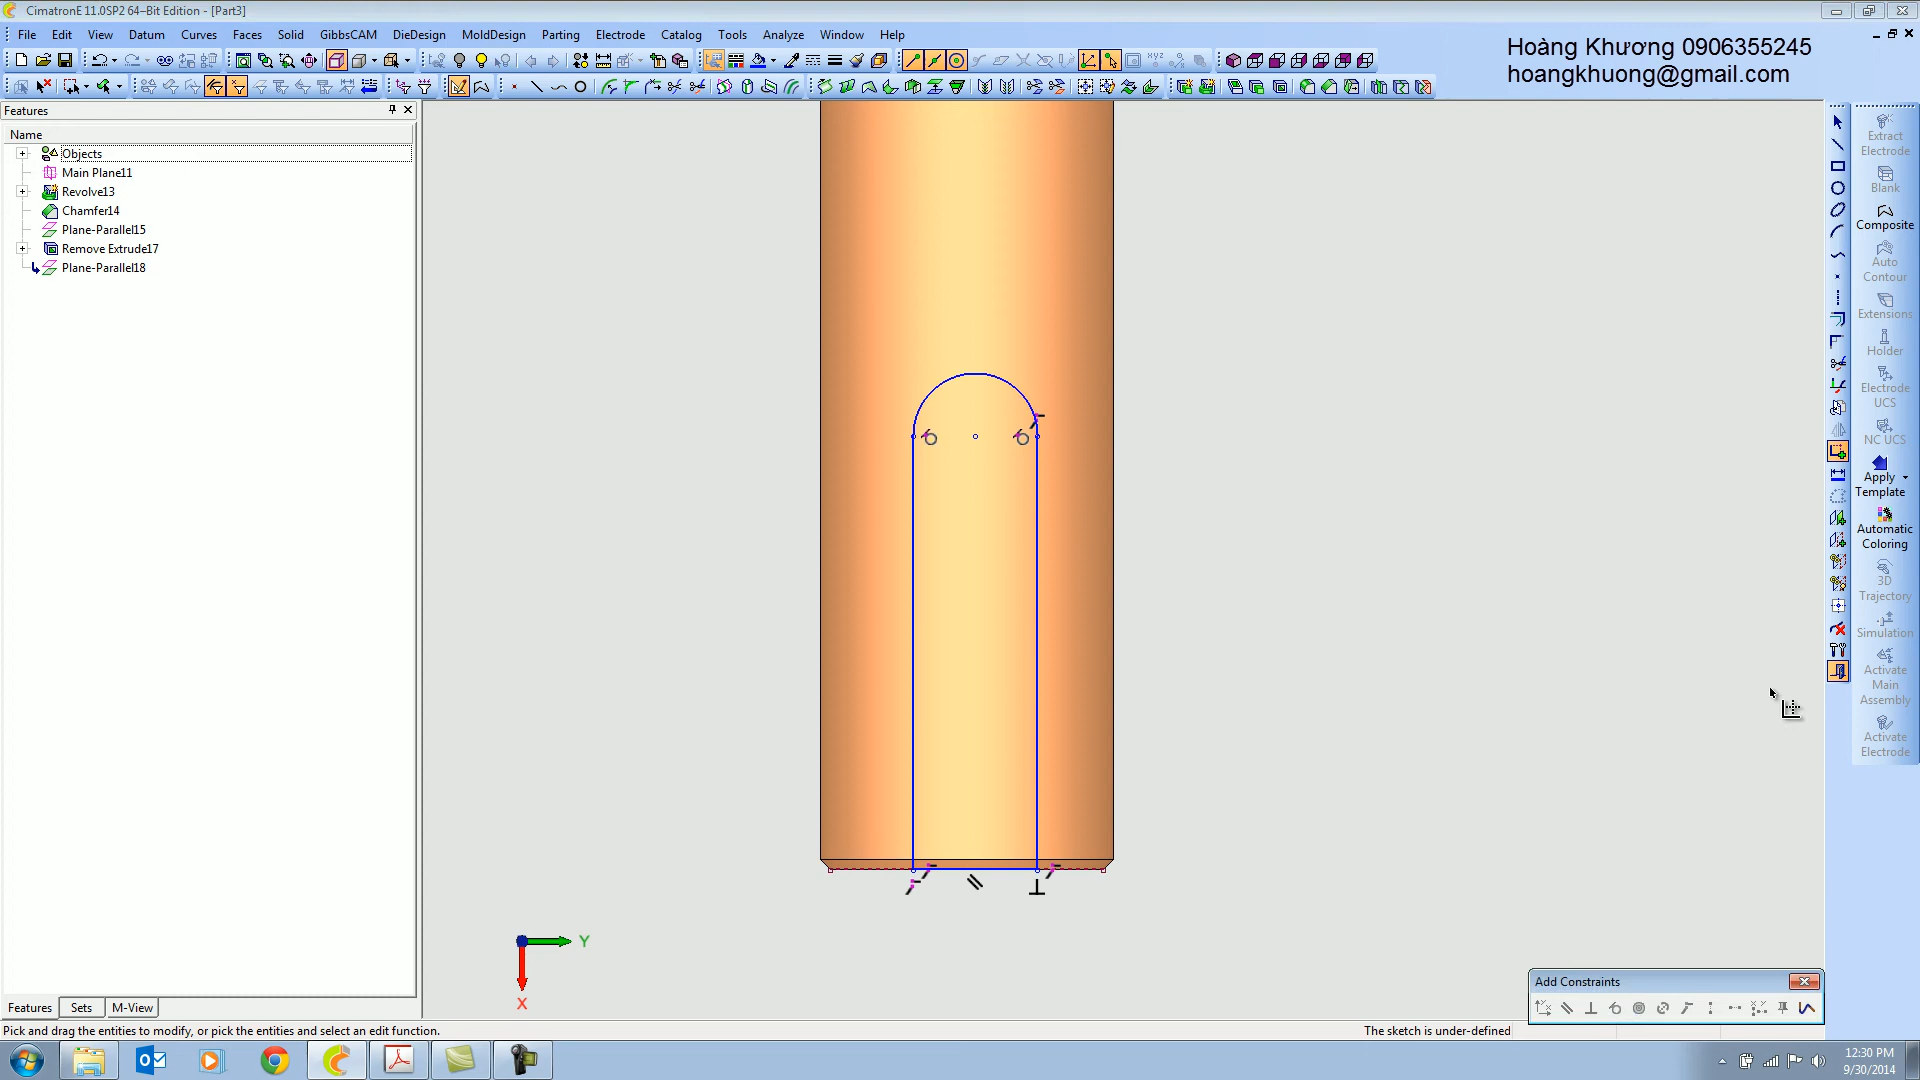 CimatronE 11.0SP2 64–Bit Edition - [Part3]
File Edit View Datum Curves Faces Solid GibbsCAM DieDesign MoldDesign Parting Electrode Catalog Tools Analyze Window Help
Hoàng Khương 0906355245
hoangkhuong@gmail.com
Features
Name
Objects
Main Plane11
Revolve13
Chamfer14
Plane-Parallel15
Remove Extrude17
Plane-Parallel18
Extract
Electrode
Blank
Composite
Auto
Contour
Extensions
Holder
Electrode
UCS
NC UCS
Apply
Template
Automatic
Coloring
3D
Trajectory
Simulation
Activate
Main
Assembly
Activate
Electrode
Y
X
Add Constraints
Features Sets M-View
Pick and drag the entities to modify, or pick the entities and select an edit function.
The sketch is under-defined
12:30 PM
9/30/2014